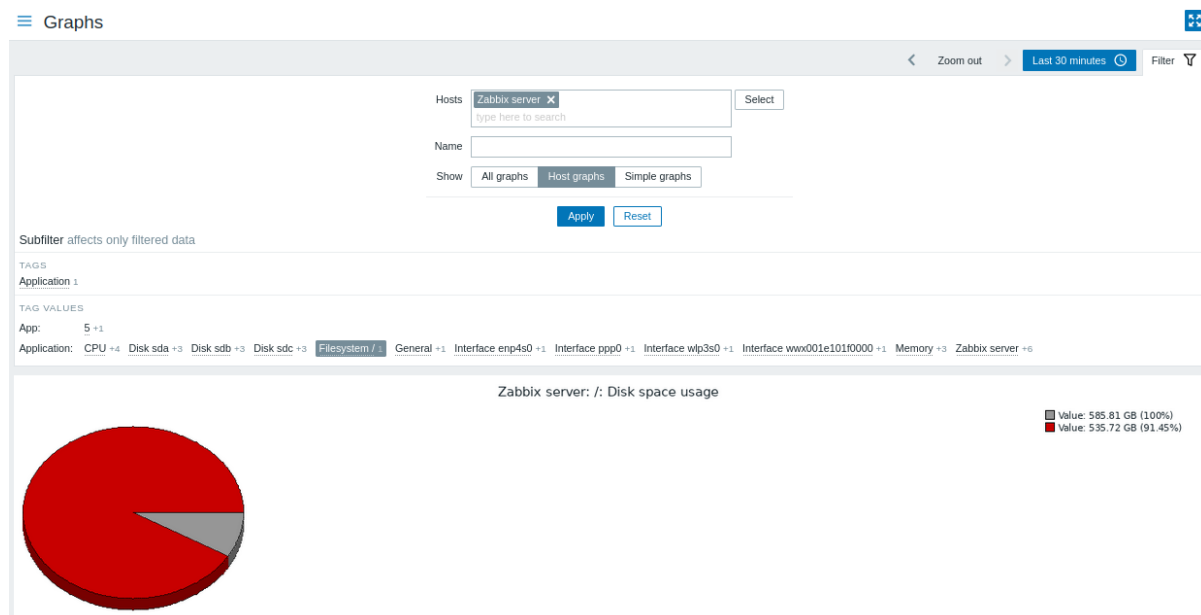 Graphs
Zoom out Last 30 minutes Filter
Hosts Zabbix server Select
type here to search
Name
Show All graphs Host graphs Simple graphs
Apply Reset
Subfilter affects only filtered data
TAGS
Application 1
TAG VALUES
App: 5 +1
Application: CPU +4 Disk sda +3 Disk sdb +3 Disk sdc +3 Filesystem / 1 General +1 Interface enp4s0 +1 Interface ppp0 +1 Interface wlp3s0 +1 Interface wwx001e101f0000 +1 Memory +3 Zabbix server +6
Zabbix server: /: Disk space usage
Value: 585.81 GB (100%)
Value: 535.72 GB (91.45%)